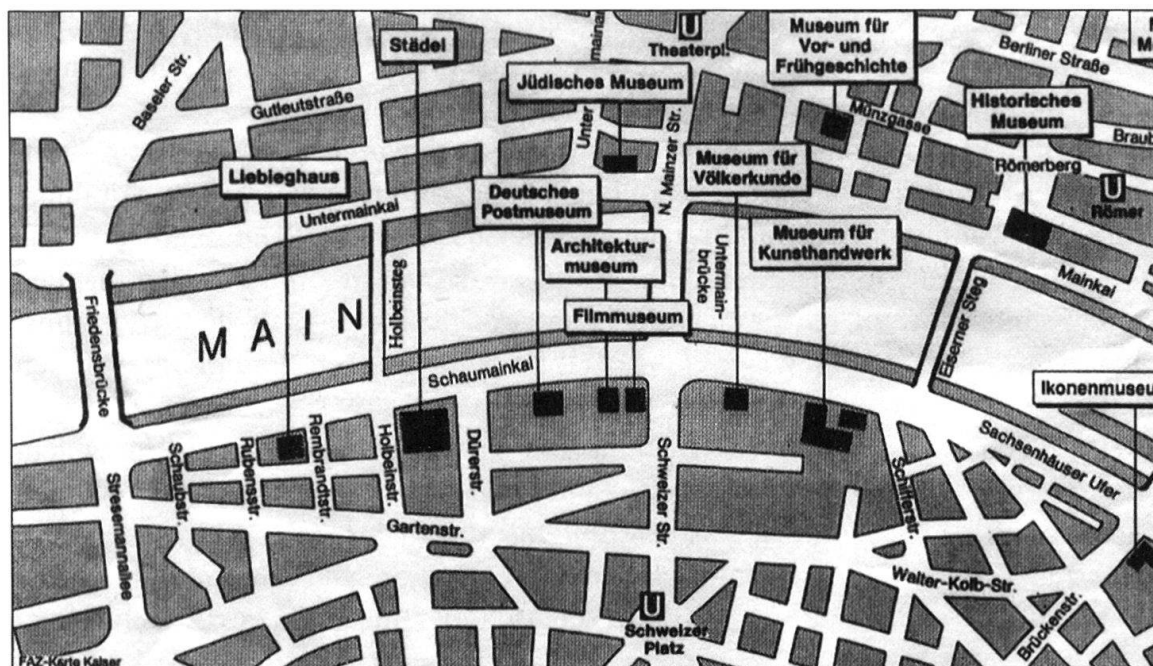 Städel
U
Theaterpl.
Museum für
Vor- und
Frühgeschichte
Berliner Straße
Baseler Str.
Gutleutstraße
Jüdisches Museum
Unter
Münzgasse
Historisches
Museum
Liebieghaus
N. Mainzer Str.
Museum für
Völkerkunde
Römerberg
U
Römer
Untermainkai
Deutsches
Postmuseum
Architektur-
museum
Untermain-
brücke
Museum für
Kunsthandwerk
Mainkai
Friedensbrücke
MAIN
Holbeinsteg
Filmmuseum
Eiserner Steg
Schaumainkai
Ikonenmuseu
Stresemannallee
Schaubstr.
Rubensstr.
Rembrandtstr.
Holbeinstr.
Dürerstr.
Schweizer Str.
Schifferstr.
Sachsenhäuser Ufer
Gartenstr.
Walter-Kolb-Str.
U
Schweizer
Platz
Brückenstr.
FAZ-Karte Kaiser